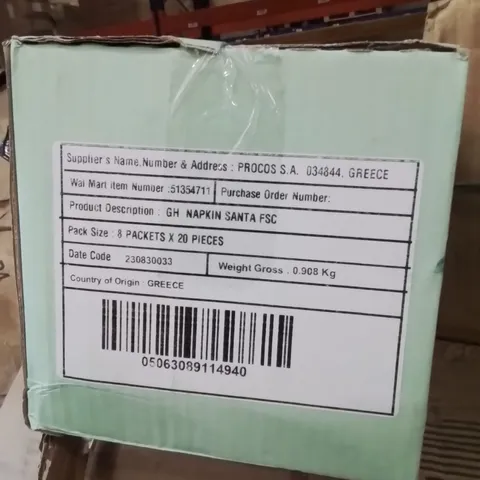 Supplier's Name.Number & Address : PROCOS S.A. 034844. GREECE
Wal Mart Item Number :51354711 Purchase Order Number:
Product Description : GH NAPKIN SANTA FSC
Pack Size : 8 PACKETS X 20 PIECES
Date Code 230830033 Weight Gross : 0.908 Kg
Country of Origin : GREECE
05063089114940